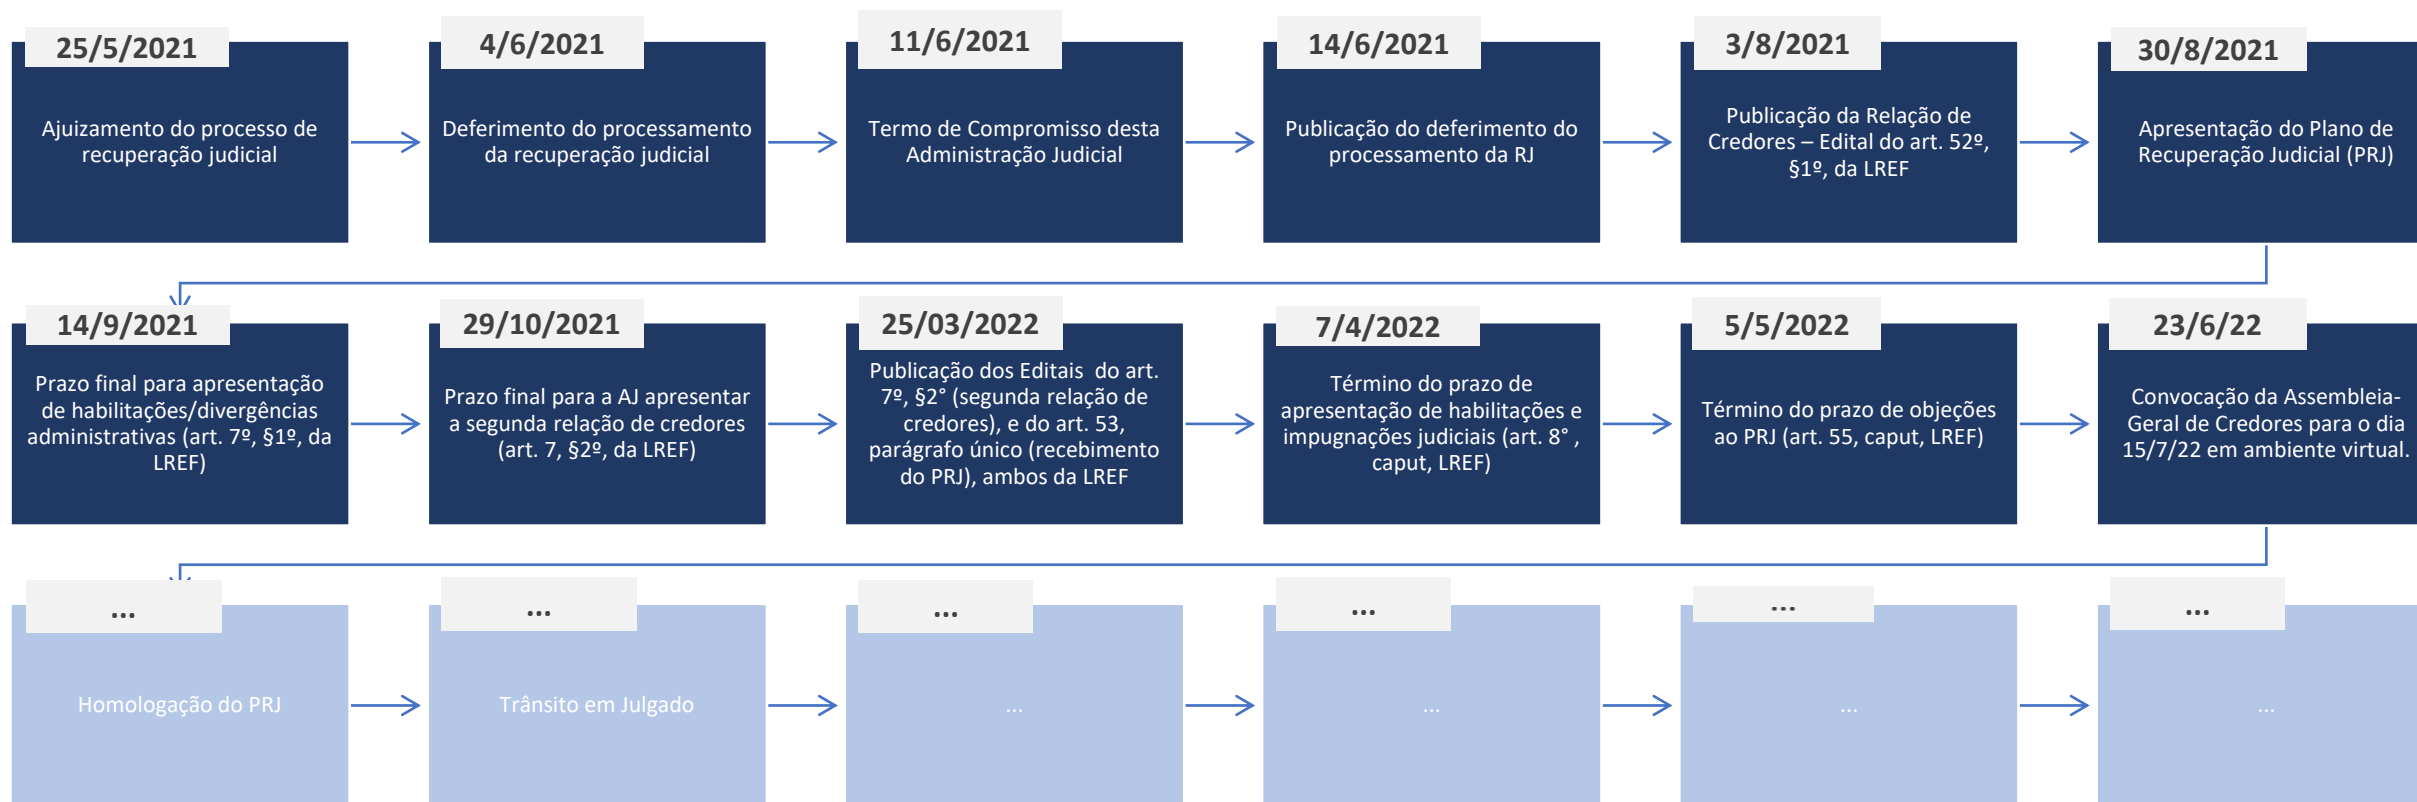 25/5/2021
Ajuizamento do processo de
recuperação judicial
4/6/2021
Deferimento do processamento
da recuperação judicial
11/6/2021
Termo de Compromisso desta
Administração Judicial
14/6/2021
Publicação do deferimento do
processamento da RJ
3/8/2021
Publicação da Relação de
Credores – Edital do art. 52º,
§1º, da LREF
30/8/2021
Apresentação do Plano de
Recuperação Judicial (PRJ)
14/9/2021
Prazo final para apresentação
de habilitações/divergências
administrativas (art. 7º, §1º, da
LREF)
29/10/2021
Prazo final para a AJ apresentar
a segunda relação de credores
(art. 7, §2º, da LREF)
25/03/2022
Publicação dos Editais do art.
7º, §2° (segunda relação de
credores), e do art. 53,
parágrafo único (recebimento
do PRJ), ambos da LREF
7/4/2022
Término do prazo de
apresentação de habilitações e
impugnações judiciais (art. 8° ,
caput, LREF)
5/5/2022
Término do prazo de objeções
ao PRJ (art. 55, caput, LREF)
23/6/22
Convocação da Assembleia-
Geral de Credores para o dia
15/7/22 em ambiente virtual.
...
Homologação do PRJ
...
Trânsito em Julgado
...
...
...
...
...
...
...
...